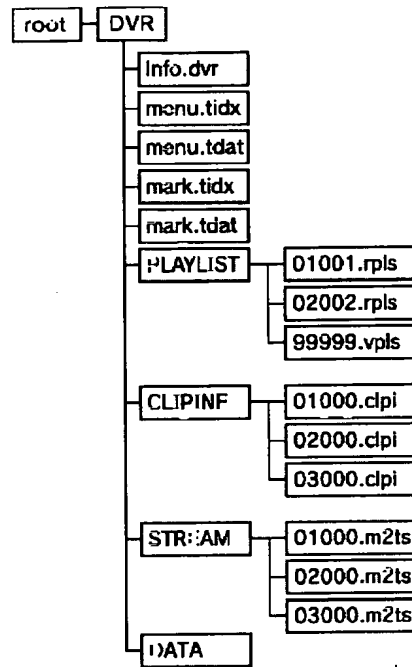 root DVR
Info.dvr
menu.tidx
menu.tdat
mark.tidx
mark.tdat
PLAYLIST 01001.rpls
02002.rpls
99999.vpls
CLIPINF 01000.clpi
02000.clpi
03000.clpi
STREAM 01000.m2ts
02000.m2ts
03000.m2ts
DATA